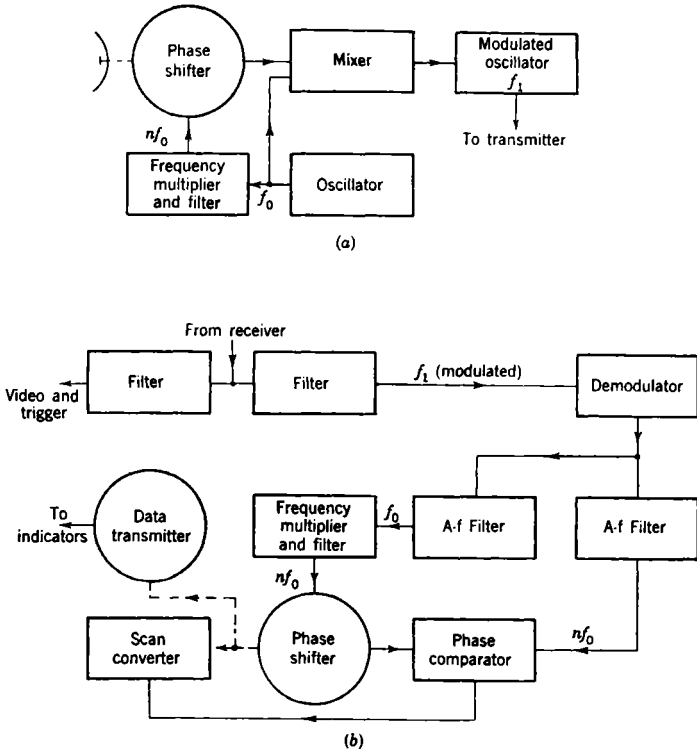 Phase
shifter
Mixer
Modulated
oscillator
f₁
To transmitter
nf₀
Frequency
multiplier
and filter
f₀
Oscillator
(a)
From receiver
Filter
Filter
f₁ (modulated)
Demodulator
Video and
trigger
To
indicators
Data
transmitter
Frequency
multiplier
and filter
f₀
A-f Filter
A-f Filter
nf₀
Scan
converter
Phase
shifter
Phase
comparator
nf₀
(b)